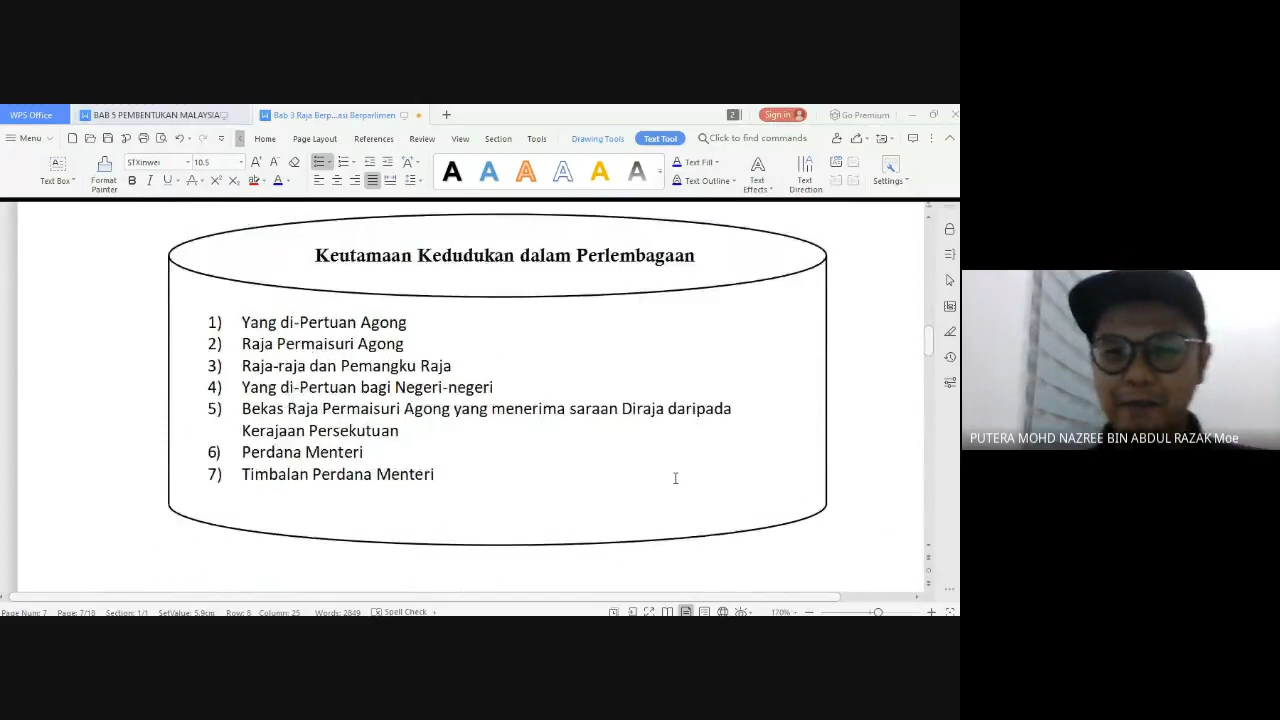 WPS Office
BAB 5 PEMBENTUKAN MALAYSIA
Bab 3 Raja Berp...asi Berparlimen
2
Sign in
Go Premium
Menu
Home
Page Layout
References
Review
View
Section
Tools
Drawing Tools
Text Tool
Click to find commands
Text Box
Format
Painter
STXinwei
10.5
B I U A X² X₂
A A A A A A
Text Fill
Text Outline
Text
Effects
Text
Direction
Settings
Keutamaan Kedudukan dalam Perlembagaan
1) Yang di-Pertuan Agong
2) Raja Permaisuri Agong
3) Raja-raja dan Pemangku Raja
4) Yang di-Pertuan bagi Negeri-negeri
5) Bekas Raja Permaisuri Agong yang menerima saraan Diraja daripada
Kerajaan Persekutuan
6) Perdana Menteri
7) Timbalan Perdana Menteri
PUTERA MOHD NAZREE BIN ABDUL RAZAK Moe
Page Num: 7 Page: 7/18 Section: 1/1 SetValue: 5.9cm Row: 8 Column: 25 Words: 2849 Spell Check
170%